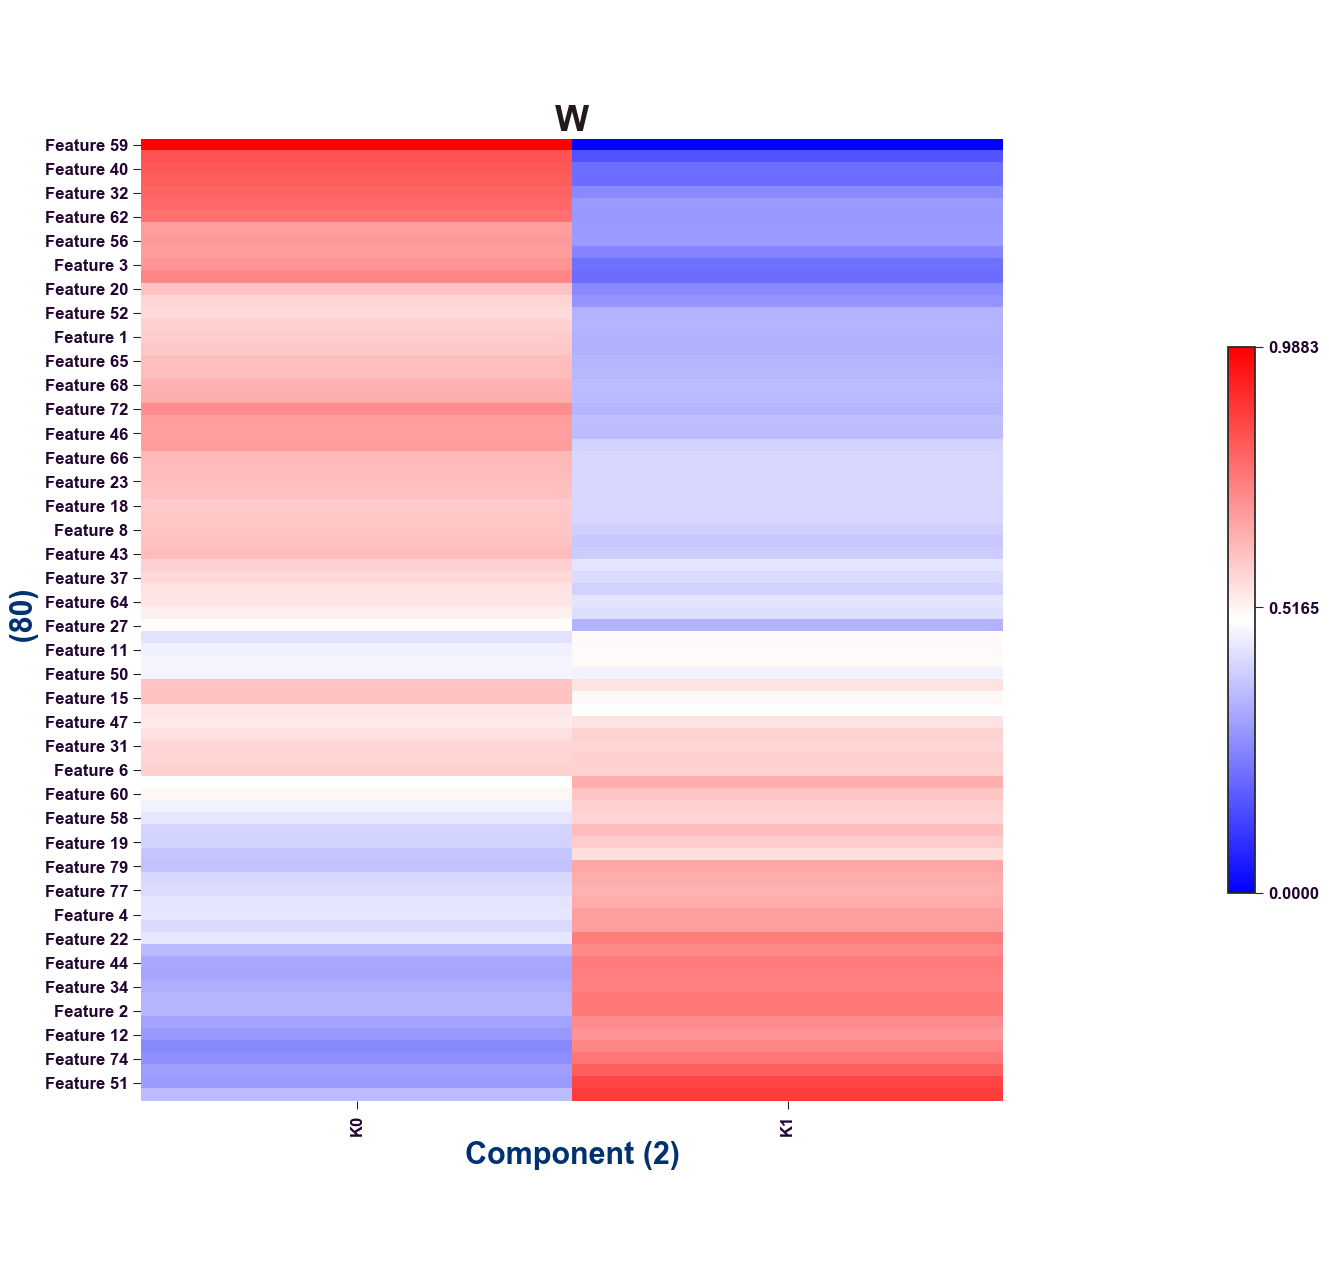 W
Feature 59
Feature 40
Feature 32
Feature 62
Feature 56
Feature 3
Feature 20
Feature 52
Feature 1
Feature 65
Feature 68
Feature 72
Feature 46
Feature 66
Feature 23
Feature 18
Feature 8
Feature 43
Feature 37
Feature 64
Feature 27
Feature 11
Feature 50
Feature 15
Feature 47
Feature 31
Feature 6
Feature 60
Feature 58
Feature 19
Feature 79
Feature 77
Feature 4
Feature 22
Feature 44
Feature 34
Feature 2
Feature 12
Feature 74
Feature 51
(80)
K0
K1
Component (2)
0.9883
0.5165
0.0000